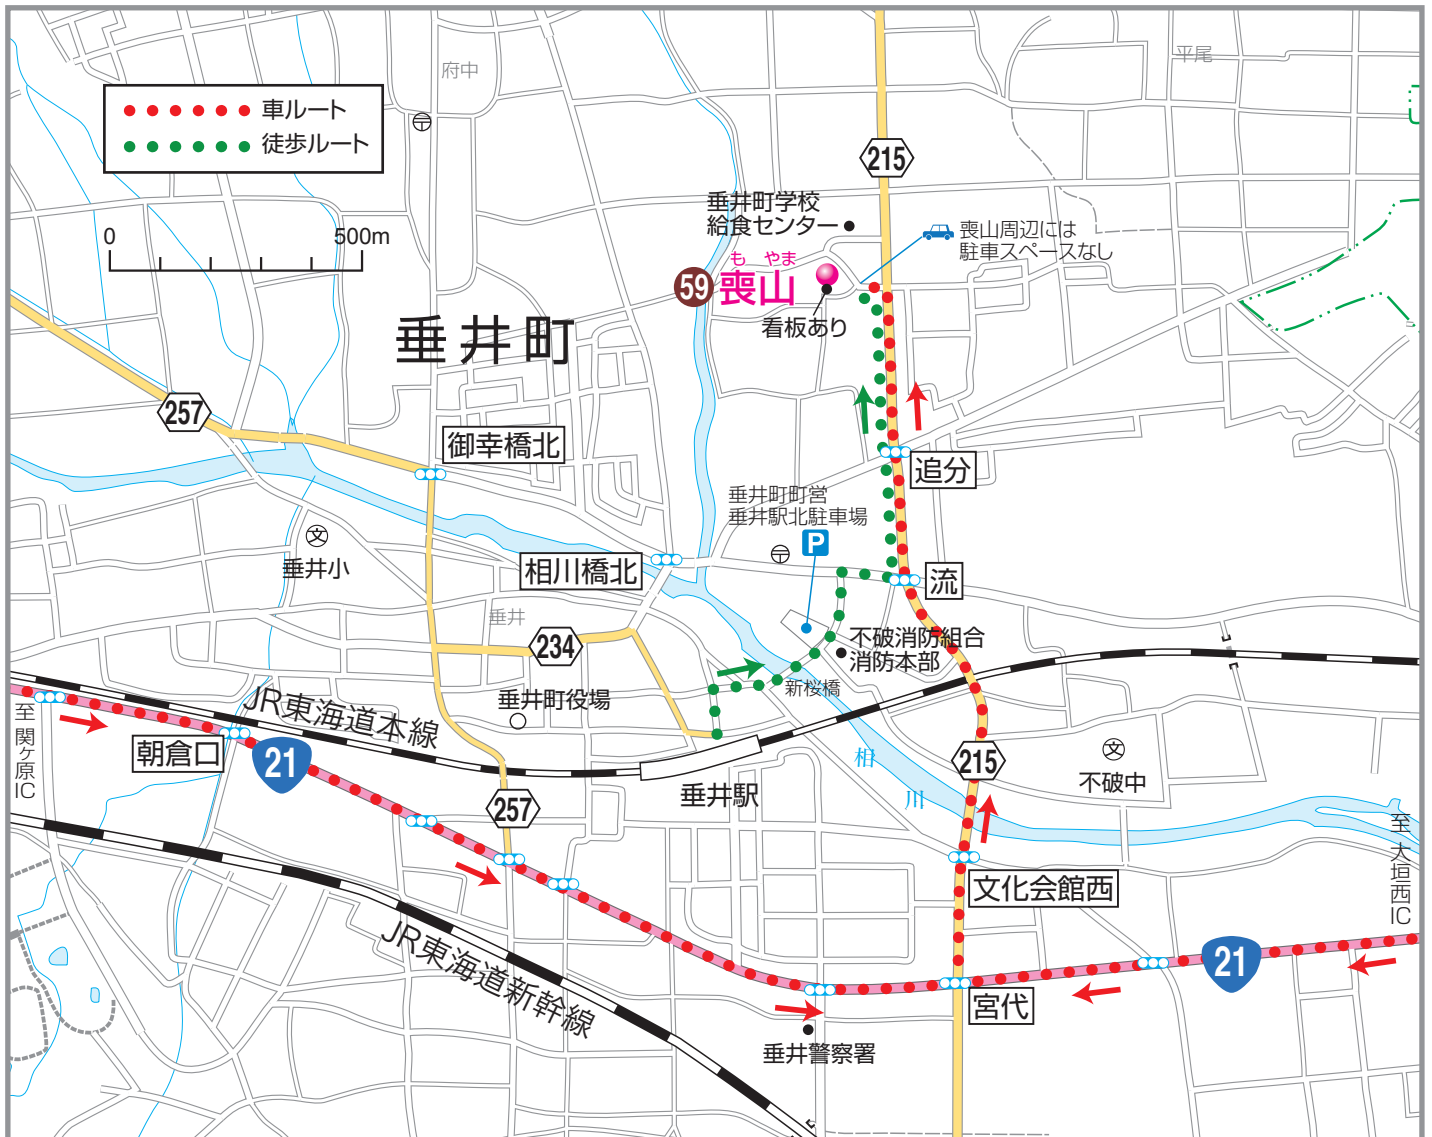 府中
平尾
車ルート
徒歩ルート
〒
215
垂井町学校
給食センター
喪山周辺には
駐車スペースなし
0
500m
も やま
59
喪山
看板あり
垂井町
257
御幸橋北
追分
垂井町町営
垂井駅北駐車場
P
文
垂井小
〒
相川橋北
流
垂井
234
不破消防組合
消防本部
新桜橋
垂井町役場
JR東海道本線
至関ヶ原IC
朝倉口
21
215
文
不破中
相川
垂井駅
257
至大垣西IC
文化会館西
JR東海道新幹線
21
宮代
垂井警察署